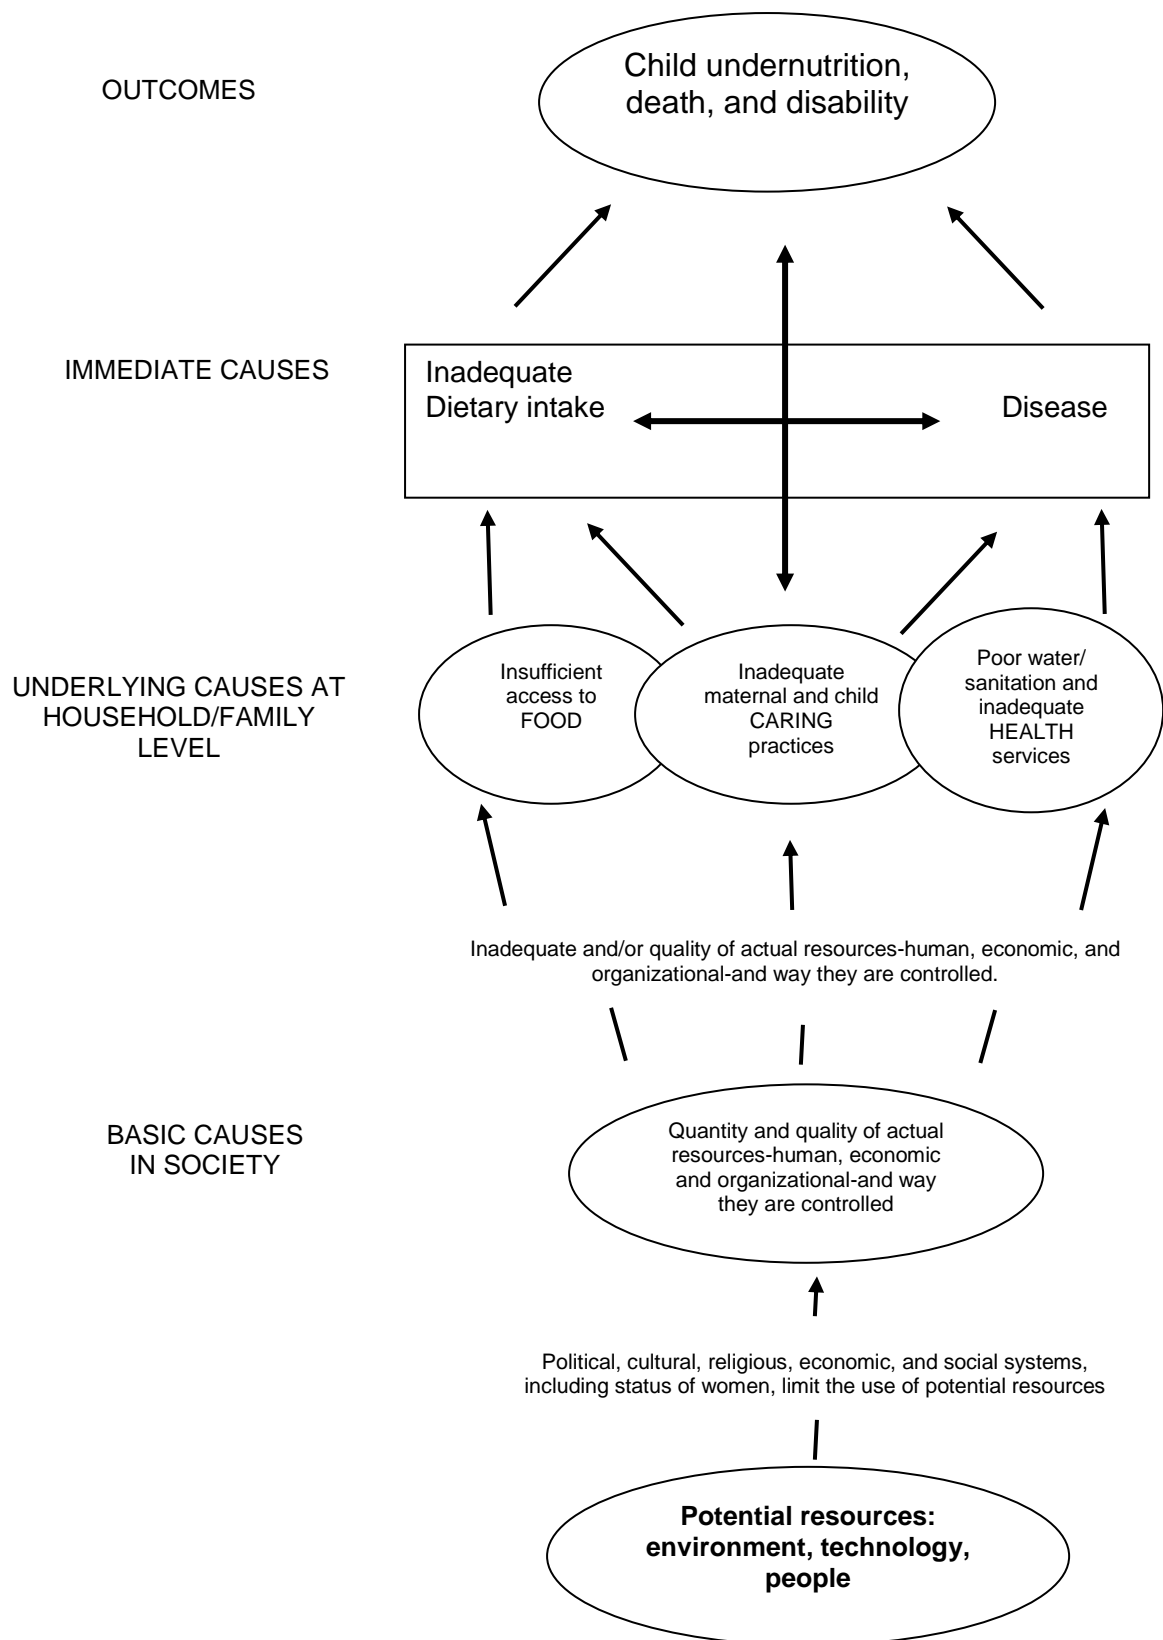 OUTCOMES
Child undernutrition,
death, and disability
IMMEDIATE CAUSES
Inadequate
Dietary intake
Disease
UNDERLYING CAUSES AT
HOUSEHOLD/FAMILY
LEVEL
Insufficient
access to
FOOD
Inadequate
maternal and child
CARING
practices
Poor water/
sanitation and
inadequate
HEALTH
services
Inadequate and/or quality of actual resources-human, economic, and
organizational-and way they are controlled.
BASIC CAUSES
IN SOCIETY
Quantity and quality of actual
resources-human, economic
and organizational-and way
they are controlled
Political, cultural, religious, economic, and social systems,
including status of women, limit the use of potential resources
Potential resources:
environment, technology,
people